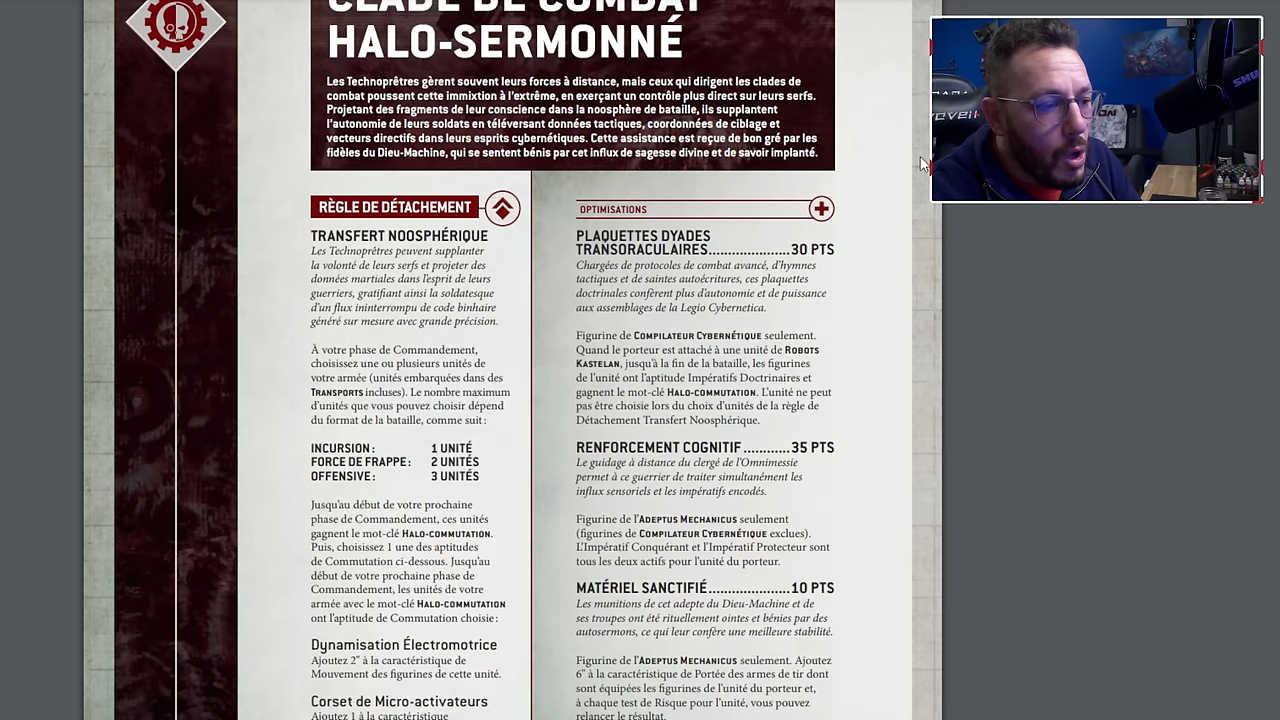 CLADE DE COMBAT
HALO-SERMONNÉ
Les Technoprêtres gèrent souvent leurs forces à distance, mais ceux qui dirigent les clades de
combat poussent cette immixtion à l'extrême, en exerçant un contrôle plus direct sur leurs serfs.
Projetant des fragments de leur conscience dans la noosphère de bataille, ils supplantent
l'autonomie de leurs soldats en téléversant données tactiques, coordonnées de ciblage et
vecteurs directifs dans leurs esprits cybernétiques. Cette assistance est reçue de bon gré par les
fidèles du Dieu-Machine, qui se sentent bénis par cet influx de sagesse divine et de savoir implanté.
RÈGLE DE DÉTACHEMENT
TRANSFERT NOOSPHÉRIQUE
Les Technoprêtres peuvent supplanter
la volonté de leurs serfs et projeter des
données martiales dans l'esprit de leurs
guerriers, gratifiant ainsi la soldatesque
d'un flux ininterrompu de code binhaire
généré sur mesure avec grande précision.
À votre phase de Commandement,
choisissez une ou plusieurs unités de
votre armée (unités embarquées dans des
TRANSPORTS incluses). Le nombre maximum
d'unités que vous pouvez choisir dépend
du format de la bataille, comme suit :
INCURSION : 1 UNITÉ
FORCE DE FRAPPE : 2 UNITÉS
OFFENSIVE : 3 UNITÉS
Jusqu'au début de votre prochaine
phase de Commandement, ces unités
gagnent le mot-clé HALO-COMMUTATION.
Puis, choisissez 1 une des aptitudes
de Commutation ci-dessous. Jusqu'au
début de votre prochaine phase de
Commandement, les unités de votre
armée avec le mot-clé HALO-COMMUTATION
ont l'aptitude de Commutation choisie :
Dynamisation Électromotrice
Ajoutez 2" à la caractéristique de
Mouvement des figurines de cette unité.
Corset de Micro-activateurs
Ajoutez 1 à la caractéristique
OPTIMISATIONS
PLAQUETTES DYADES
TRANSORACULAIRES.....................30 PTS
Chargées de protocoles de combat avancé, d'hymnes
tactiques et de saintes autoécritures, ces plaquettes
doctrinales confèrent plus d'autonomie et de puissance
aux assemblages de la Legio Cybernetica.
Figurine de COMPILATEUR CYBERNÉTIQUE seulement.
Quand le porteur est attaché à une unité de ROBOTS
KASTELAN, jusqu'à la fin de la bataille, les figurines
de l'unité ont l'aptitude Impératifs Doctrinaires et
gagnent le mot-clé HALO-COMMUTATION. L'unité ne peut
pas être choisie lors du choix d'unités de la règle de
Détachement Transfert Noosphérique.
RENFORCEMENT COGNITIF............35 PTS
Le guidage à distance du clergé de l'Omnimessie
permet à ce guerrier de traiter simultanément les
influx sensoriels et les impératifs encodés.
Figurine de l'ADEPTUS MECHANICUS seulement
(figurines de COMPILATEUR CYBERNÉTIQUE exclues).
L'Impératif Conquérant et l'Impératif Protecteur sont
tous les deux actifs pour l'unité du porteur.
MATÉRIEL SANCTIFIÉ.....................10 PTS
Les munitions de cet adepte du Dieu-Machine et de
ses troupes ont été rituellement ointes et bénies par des
autosermons, ce qui leur confère une meilleure stabilité.
Figurine de l'ADEPTUS MECHANICUS seulement. Ajoutez
6" à la caractéristique de Portée des armes de tir dont
sont équipées les figurines de l'unité du porteur et,
à chaque test de Risque pour l'unité, vous pouvez
relancer le résultat.